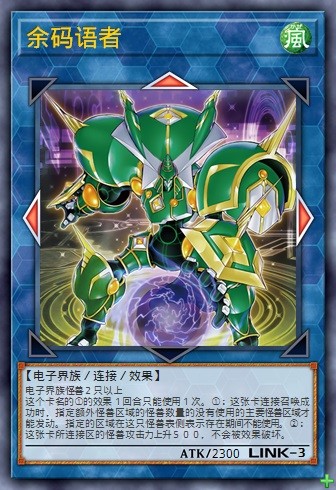 余码语者
風
【电子界族／连接／效果】
电子界族怪兽２只以上
这个卡名的①的效果１回合只能使用１次。①：这张卡连接召唤成
功时，指定额外怪兽区域的怪兽数量的没有使用的主要怪兽区域才
能发动。指定的区域在这只怪兽表侧表示存在期间不能使用。②：
这张卡所连接区的怪兽攻击力上升５００，不会被效果破坏。
ATK/2300 LINK-3